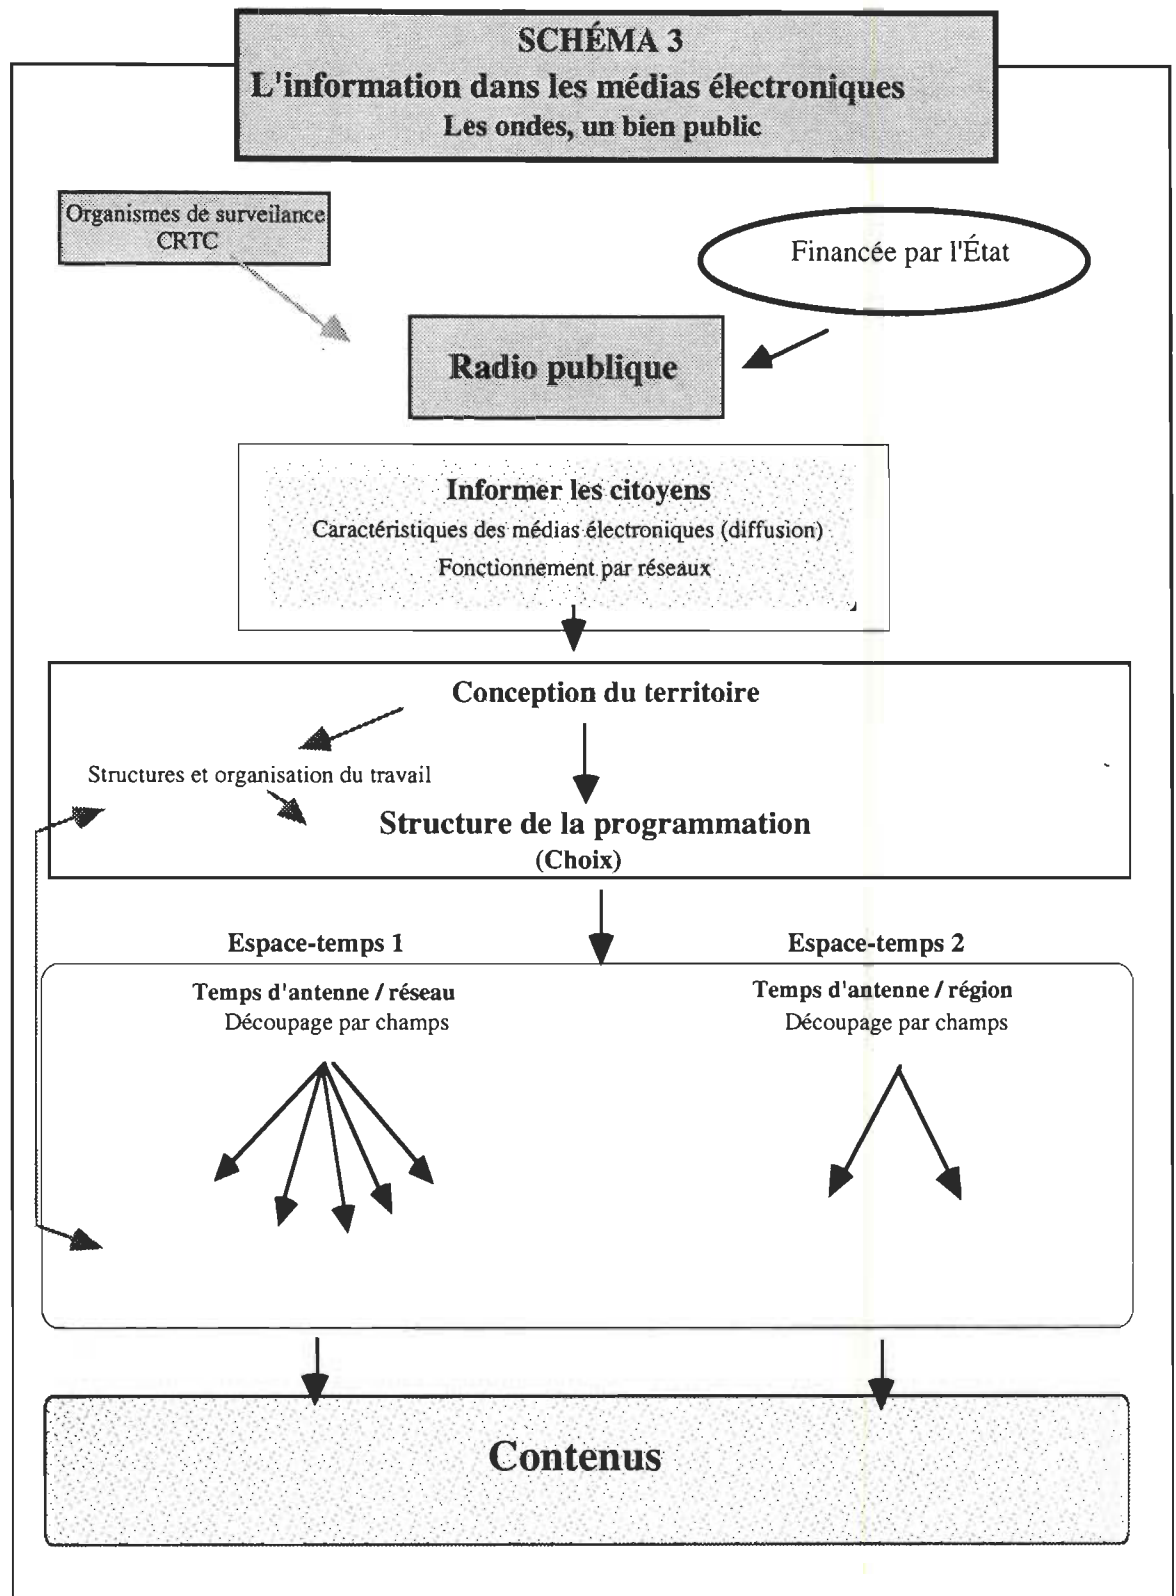 SCHÉMA 3
L'information dans les médias électroniques
Les ondes, un bien public
Organismes de surveilance
CRTC
Financée par l'État
Radio publique
Informer les citoyens
Caractéristiques des médias électroniques (diffusion)
Fonctionnement par réseaux
Conception du territoire
Structures et organisation du travail
Structure de la programmation
(Choix)
Espace-temps 1
Espace-temps 2
Temps d'antenne / réseau
Découpage par champs
Temps d'antenne / région
Découpage par champs
Contenus